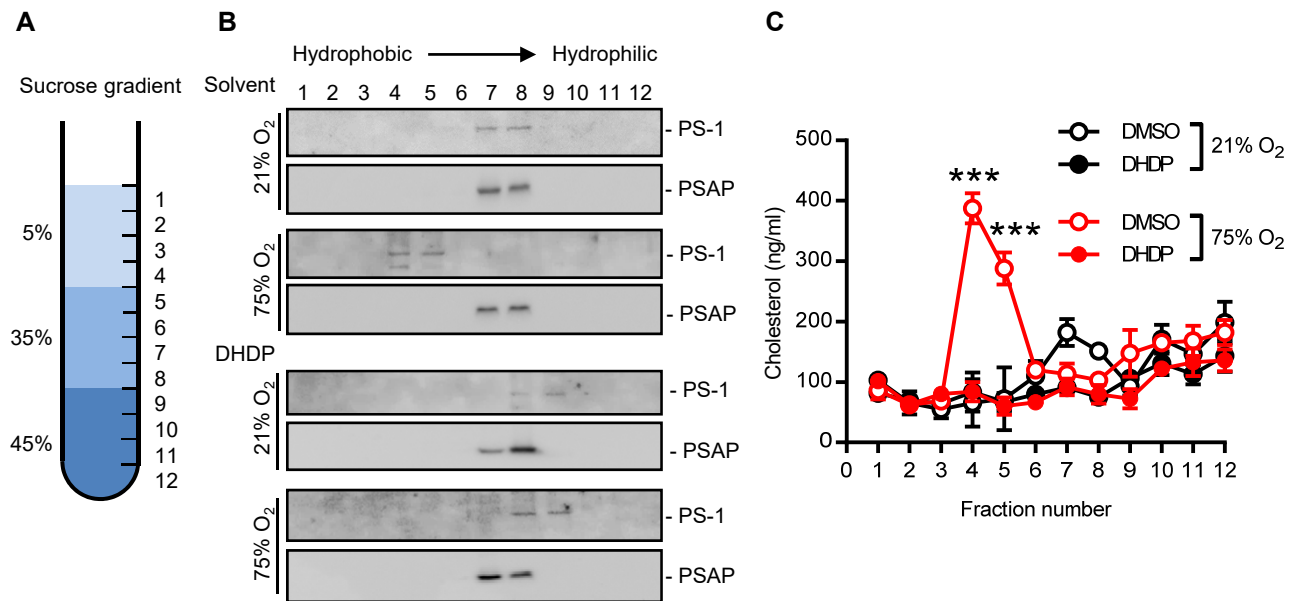 A
Sucrose gradient
5%
35%
45%
1
2
3
4
5
6
7
8
9
10
11
12
B
Hydrophobic Hydrophilic
Solvent
1 2 3 4 5 6 7 8 9 10 11 12
21% O2
- PS-1
- PSAP
75% O2
- PS-1
- PSAP
DHDP
21% O2
- PS-1
- PSAP
75% O2
- PS-1
- PSAP
C
DMSO
DHDP
21% O2
DMSO
DHDP
75% O2
*** 
***
Cholesterol (ng/ml)
500
400
300
200
100
0
0 1 2 3 4 5 6 7 8 9 10 11 12
Fraction number